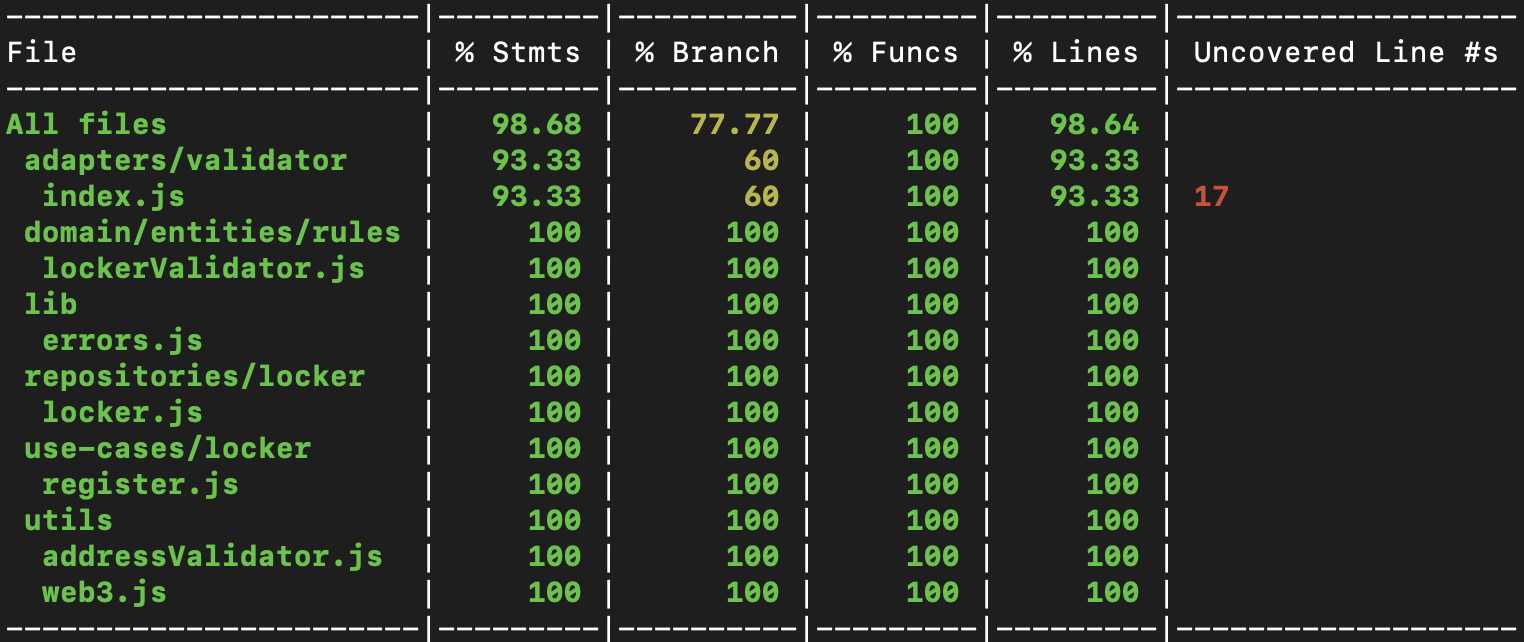 -----------------------|---------|----------|---------|---------|-------------------
File                   | % Stmts | % Branch | % Funcs | % Lines | Uncovered Line #s
-----------------------|---------|----------|---------|---------|-------------------
All files              |   98.68 |    77.77 |     100 |   98.64 |
 adapters/validator    |   93.33 |       60 |     100 |   93.33 |
  index.js             |   93.33 |       60 |     100 |   93.33 | 17
 domain/entities/rules |     100 |      100 |     100 |     100 |
  lockerValidator.js   |     100 |      100 |     100 |     100 |
 lib                   |     100 |      100 |     100 |     100 |
  errors.js            |     100 |      100 |     100 |     100 |
 repositories/locker   |     100 |      100 |     100 |     100 |
  locker.js            |     100 |      100 |     100 |     100 |
 use-cases/locker      |     100 |      100 |     100 |     100 |
  register.js          |     100 |      100 |     100 |     100 |
 utils                 |     100 |      100 |     100 |     100 |
  addressValidator.js  |     100 |      100 |     100 |     100 |
  web3.js              |     100 |      100 |     100 |     100 |
-----------------------|---------|----------|---------|---------|-------------------